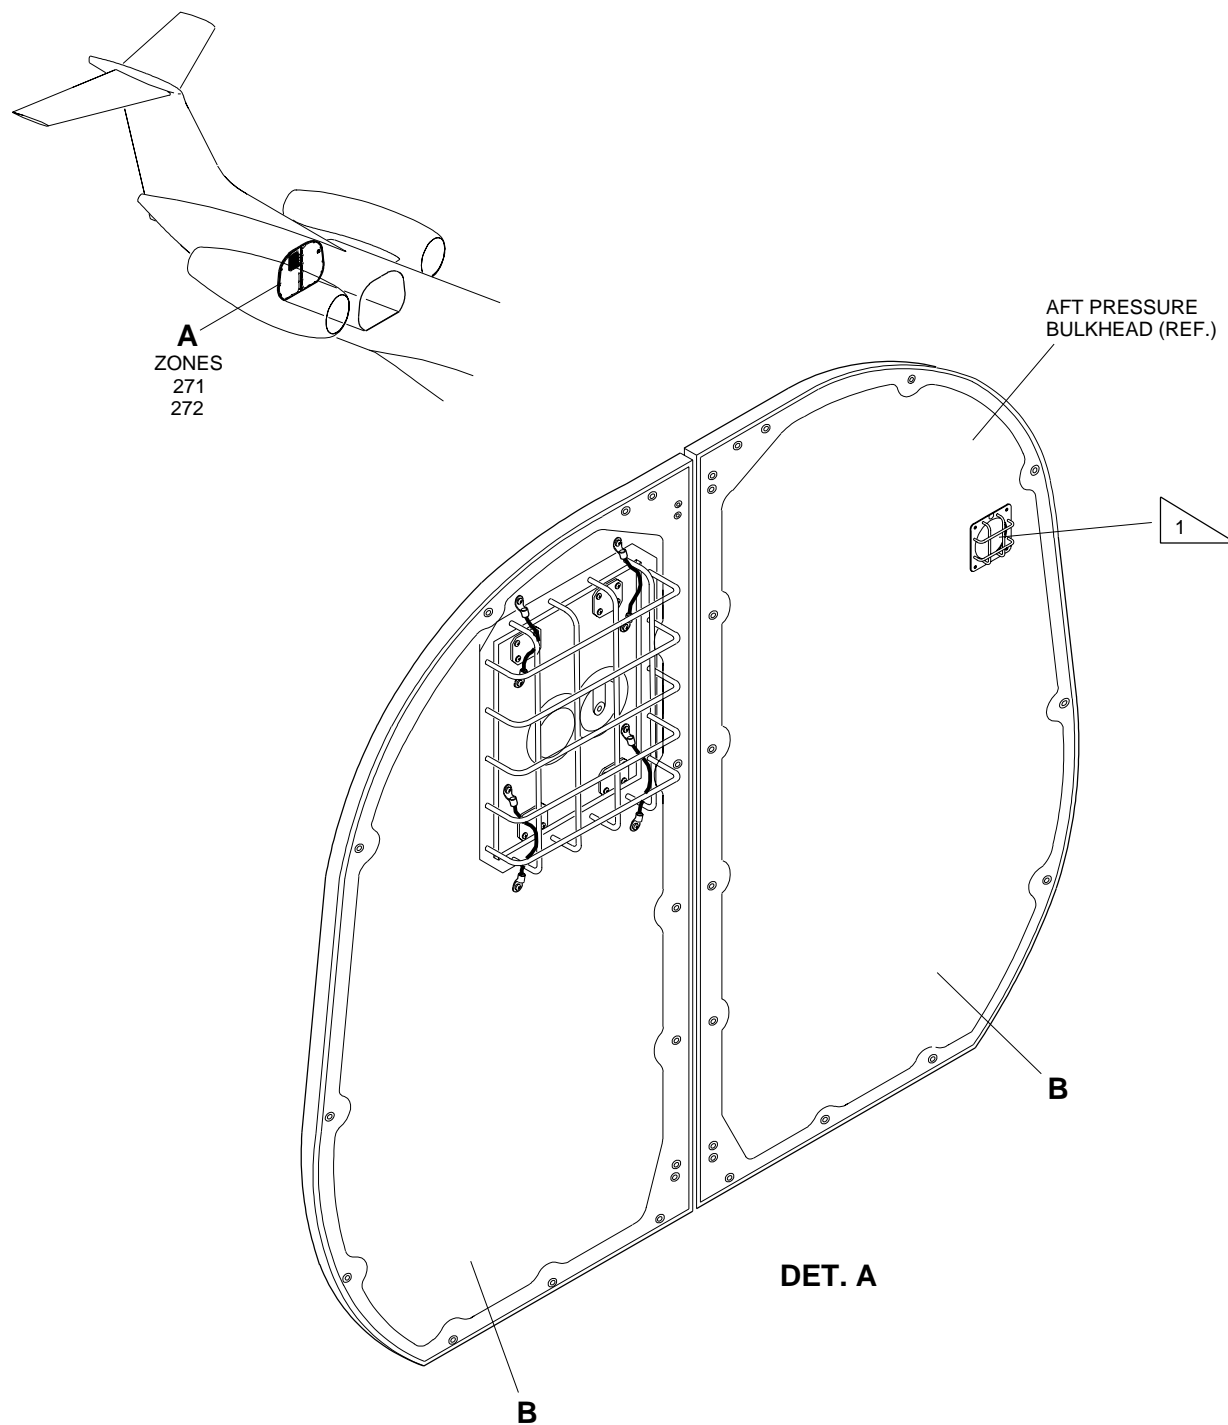 A
ZONES
271
272
AFT PRESSURE
BULKHEAD (REF.)
1
B
DET. A
B